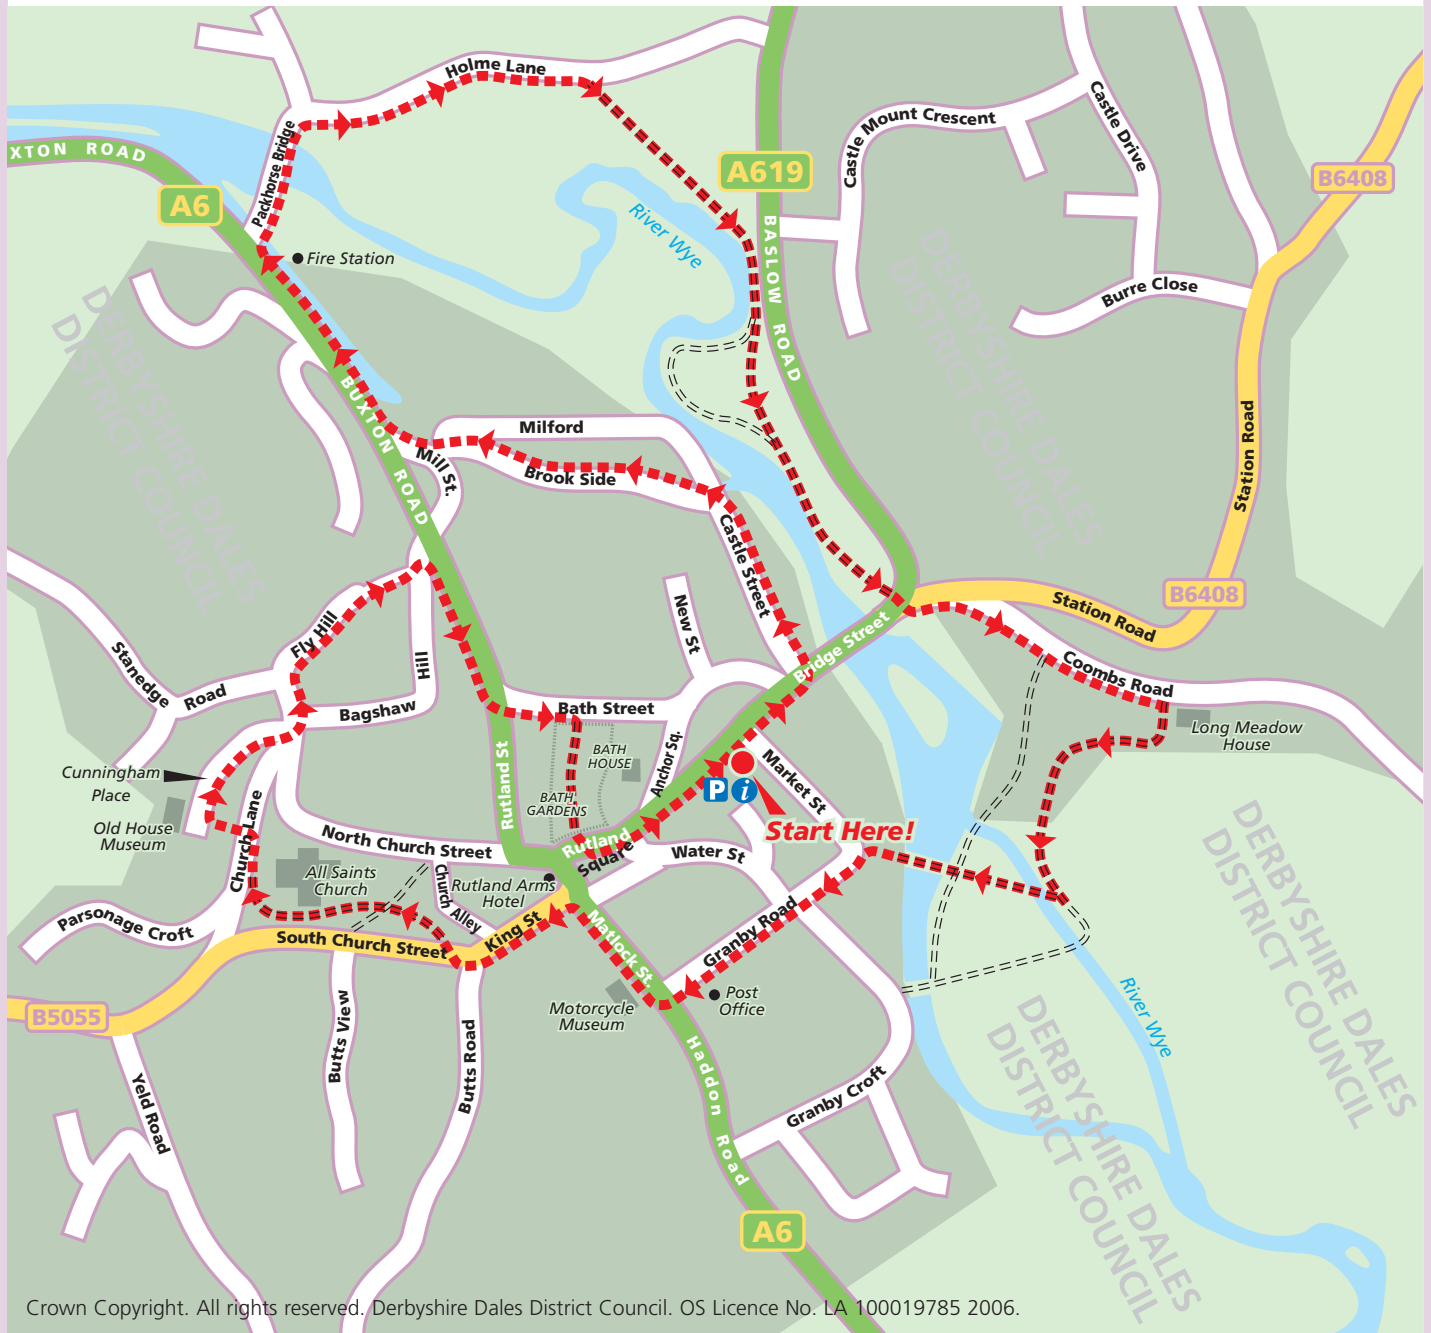 Holme Lane
Packhorse Bridge
XTON ROAD
A6
Fire Station
River Wye
A619
BASLOW ROAD
Castle Mount Crescent
Castle Drive
B6408
Burre Close
DERBYSHIRE DALES
DISTRICT COUNCIL
DERBYSHIRE DALES
DISTRICT COUNCIL
BUXTON ROAD
Milford
Mill St.
Brook Side
Castle Street
Station Road
B6408
Station Road
New St
Bridge Street
Coombs Road
Long Meadow
House
Fly Hill
Stanedge
Road
Hill
Bagshaw
Bath Street
BATH
HOUSE
BATH
GARDENS
Anchor Sq.
Rutland St
Market St
P
i
Start Here!
Cunningham
Place
Old House
Museum
Church Lane
North Church Street
Rutland
Square
Water St
All Saints
Church
Church Alley
Rutland Arms
Hotel
Parsonage Croft
South Church Street
King St
Matlock St.
Granby Road
Motorcycle
Museum
Post
Office
B5055
Butts View
Butts Road
Yeld Road
Haddon Road
Granby Croft
River Wye
DERBYSHIRE DALES
DISTRICT COUNCIL
DERBYSHIRE DALES
DISTRICT COUNCIL
A6
Crown Copyright. All rights reserved. Derbyshire Dales District Council. OS Licence No. LA 100019785 2006.